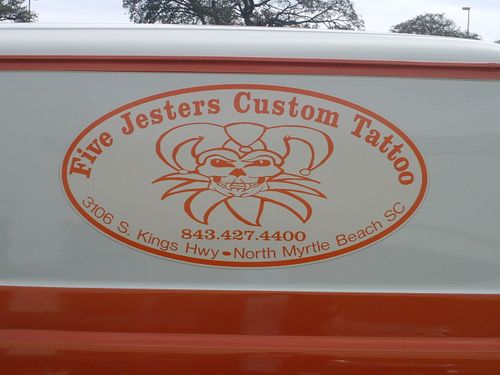 Five Jesters Custom Tattoo
843.427.4400
3106 S. Kings Hwy • North Myrtle Beach SC